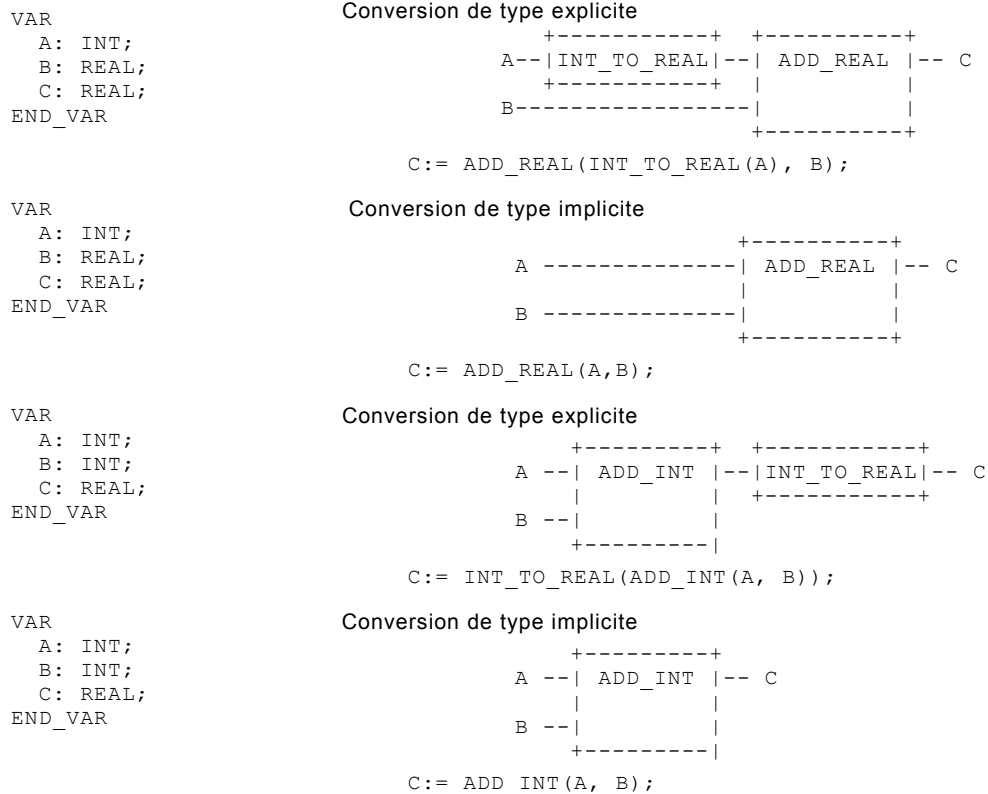 VAR
  A: INT;
  B: REAL;
  C: REAL;
END_VAR
Conversion de type explicite
    +-----------+  +----------+
A--|INT_TO_REAL|--| ADD_REAL |-- C
    +-----------+  |          |
B-----------------|          |
                   +----------+
C:= ADD_REAL(INT_TO_REAL(A), B);
VAR
  A: INT;
  B: REAL;
  C: REAL;
END_VAR
Conversion de type implicite
                 +----------+
A --------------| ADD_REAL |-- C
                 |          |
B --------------|          |
                 +----------+
C:= ADD_REAL(A,B);
VAR
  A: INT;
  B: INT;
  C: REAL;
END_VAR
Conversion de type explicite
     +---------+  +-----------+
A --| ADD_INT |--|INT_TO_REAL|-- C
     |         |  +-----------+
B --|         |
     +---------|
C:= INT_TO_REAL(ADD_INT(A, B));
VAR
  A: INT;
  B: INT;
  C: REAL;
END_VAR
Conversion de type implicite
     +---------+
A --| ADD_INT |-- C
     |         |
B --|         |
     +---------|
C:= ADD INT(A, B);